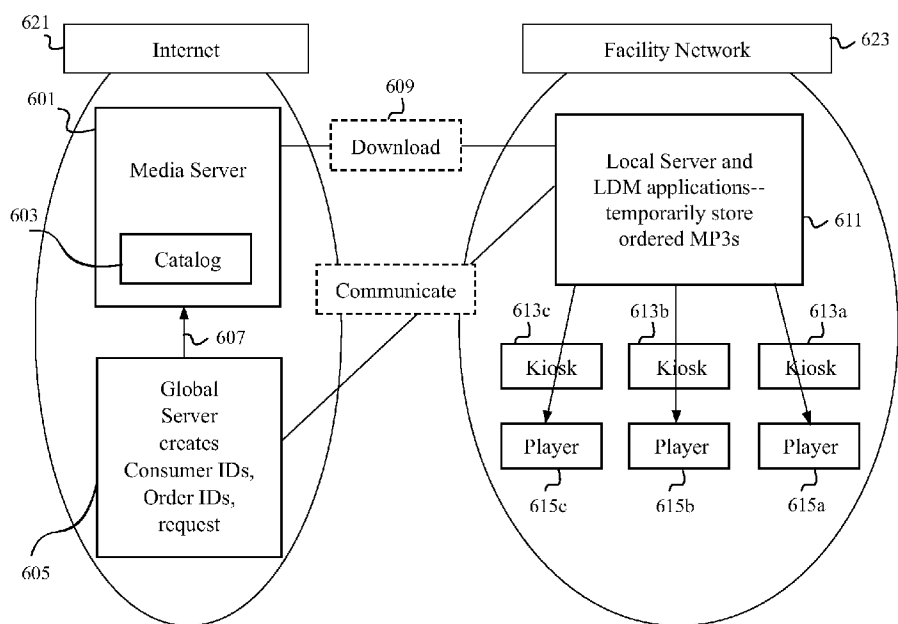 621
Internet
Facility Network
623
601
609
Download
Media Server
603
Catalog
Local Server and
LDM applications--
temporarily store
ordered MP3s
611
Communicate
607
613c
613b
613a
Kiosk
Kiosk
Kiosk
Global
Server
creates
Consumer IDs,
Order IDs,
request
605
Player
Player
Player
615c
615b
615a